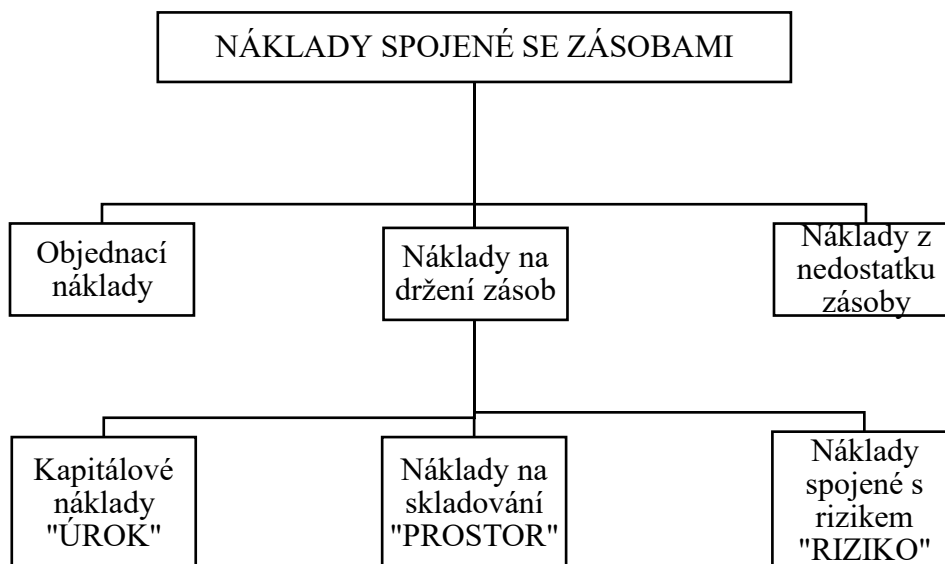 NÁKLADY SPOJENÉ SE ZÁSOBAMI
Objednací
náklady
Náklady na
držení zásob
Náklady z
nedostatku
zásoby
Kapitálové
náklady
"ÚROK"
Náklady na
skladování
"PROSTOR"
Náklady
spojené s
rizikem
"RIZIKO"